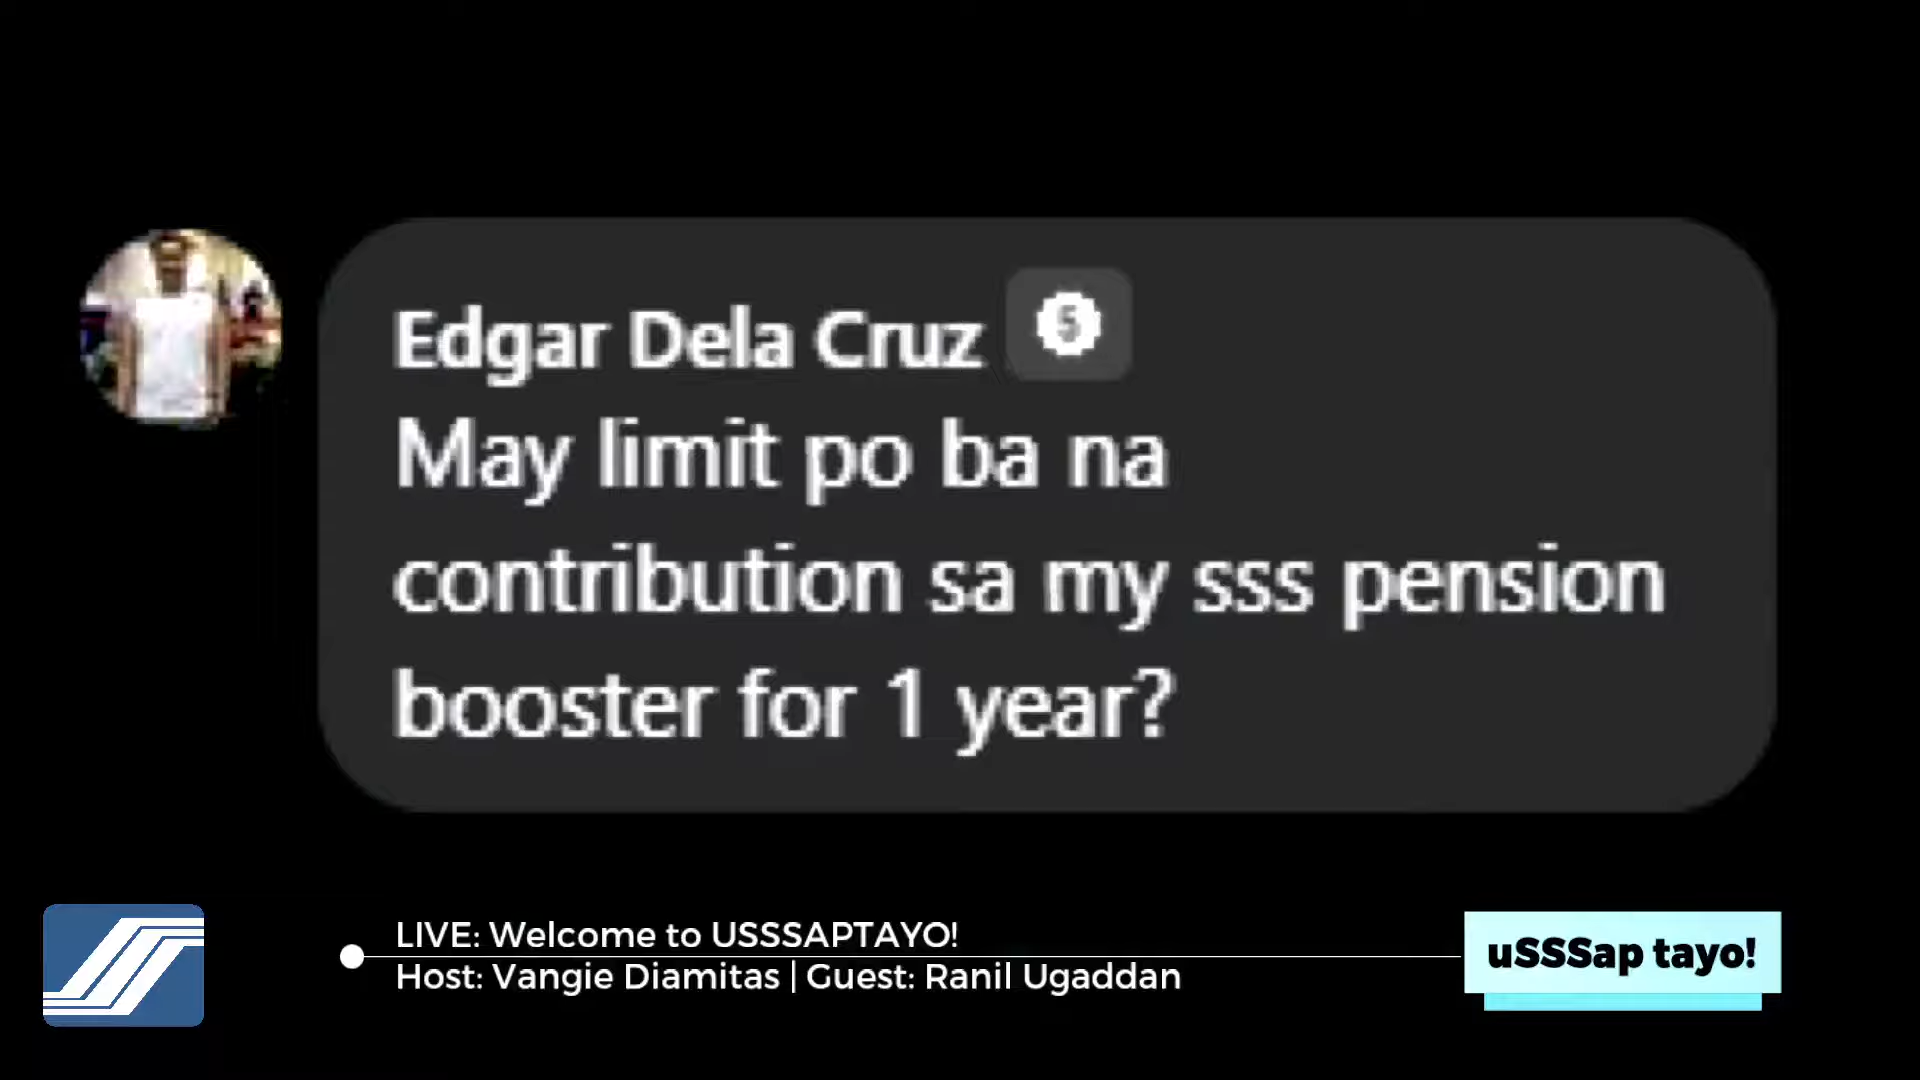 Edgar Dela Cruz 5
May limit po ba na
contribution sa my sss pension
booster for 1 year?
LIVE: Welcome to USSSAPTAYO!
Host: Vangie Diamitas | Guest: Ranil Ugaddan
uSSSap tayo!